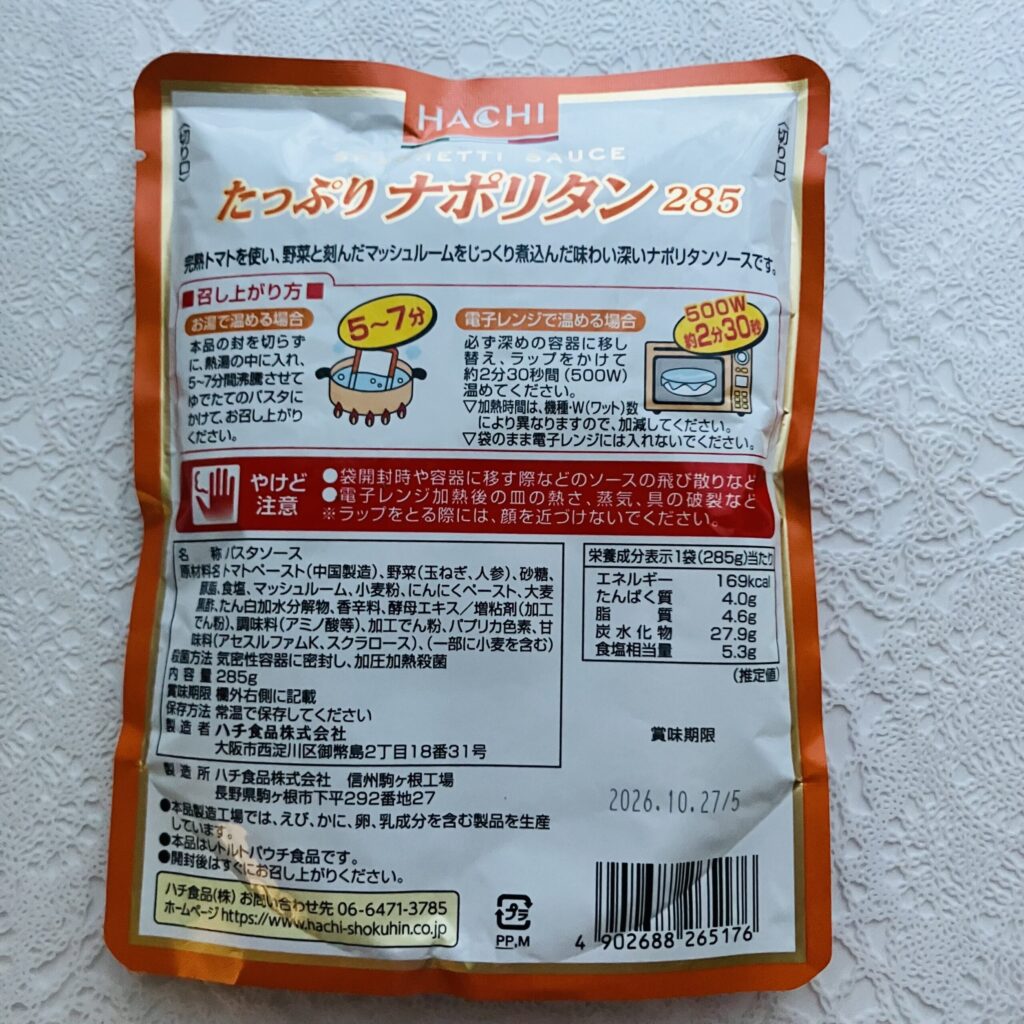 HACHI
SPAGHETTI SAUCE
たっぷりナポリタン285
〈切り口〉
〈切り口〉
完熟トマトを使い、野菜と刻んだマッシュルームをじっくり煮込んだ味わい深いナポリタンソースです。
■召し上がり方■
お湯で温める場合
5〜7分
本品の封を切らず
に、熱湯の中に入れ、
5〜7分間沸騰させて
ゆでたてのパスタに
かけて、お召し上がり
ください。
電子レンジで温める場合
500W
約2分30秒
必ず深めの容器に移し
替え、ラップをかけて
約2分30秒間(500W)
温めてください。
▽加熱時間は、機種・W(ワット)数
により異なりますので、加減してください。
▽袋のまま電子レンジには入れないでください。
やけど
注意
●袋開封時や容器に移す際などのソースの飛び散りなど
●電子レンジ加熱後の皿の熱さ、蒸気、具の破裂など
※ラップをとる際には、顔を近づけないでください。
名称 パスタソース
原材料名 トマトペースト(中国製造)、野菜(玉ねぎ、人参)、砂糖、
豚脂、食塩、マッシュルーム、小麦粉、にんにくペースト、大麦
黒酢、たん白加水分解物、香辛料、酵母エキス/増粘剤(加工
でん粉)、調味料(アミノ酸等)、加工でん粉、パプリカ色素、甘
味料(アセスルファムK、スクラロース)、(一部に小麦を含む)
殺菌方法 気密性容器に密封し、加圧加熱殺菌
内容量 285g
賞味期限 欄外右側に記載
保存方法 常温で保存してください
製造者 ハチ食品株式会社
大阪市西淀川区御幣島2丁目18番31号
栄養成分表示1袋(285g)当たり
エネルギー 169kcal
たんぱく質 4.0g
脂質 4.6g
炭水化物 27.9g
食塩相当量 5.3g
(推定値)
賞味期限
2026.10.27/5
製造所 ハチ食品株式会社 信州駒ヶ根工場
長野県駒ヶ根市下平292番地27
●本品製造工場では、えび、かに、卵、乳成分を含む製品を生産
しています。
●本品はレトルトパウチ食品です。
●開封後はすぐにお召し上がりください。
ハチ食品(株) お問い合わせ先 06-6471-3785
ホームページ https://www.hachi-shokuhin.co.jp
プラ
PP,M
4 902688 265176